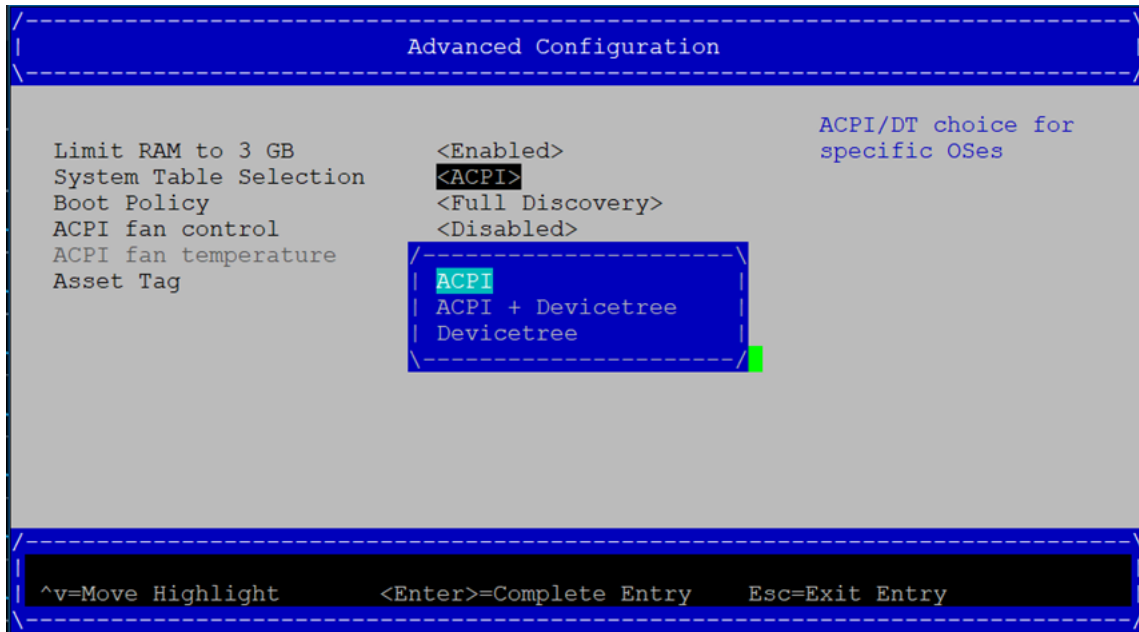 Advanced Configuration
ACPI/DT choice for
specific OSes
Limit RAM to 3 GB <Enabled>
System Table Selection <ACPI>
Boot Policy <Full Discovery>
ACPI fan control <Disabled>
ACPI fan temperature
Asset Tag
ACPI
ACPI + Devicetree
Devicetree
^v=Move Highlight <Enter>=Complete Entry Esc=Exit Entry